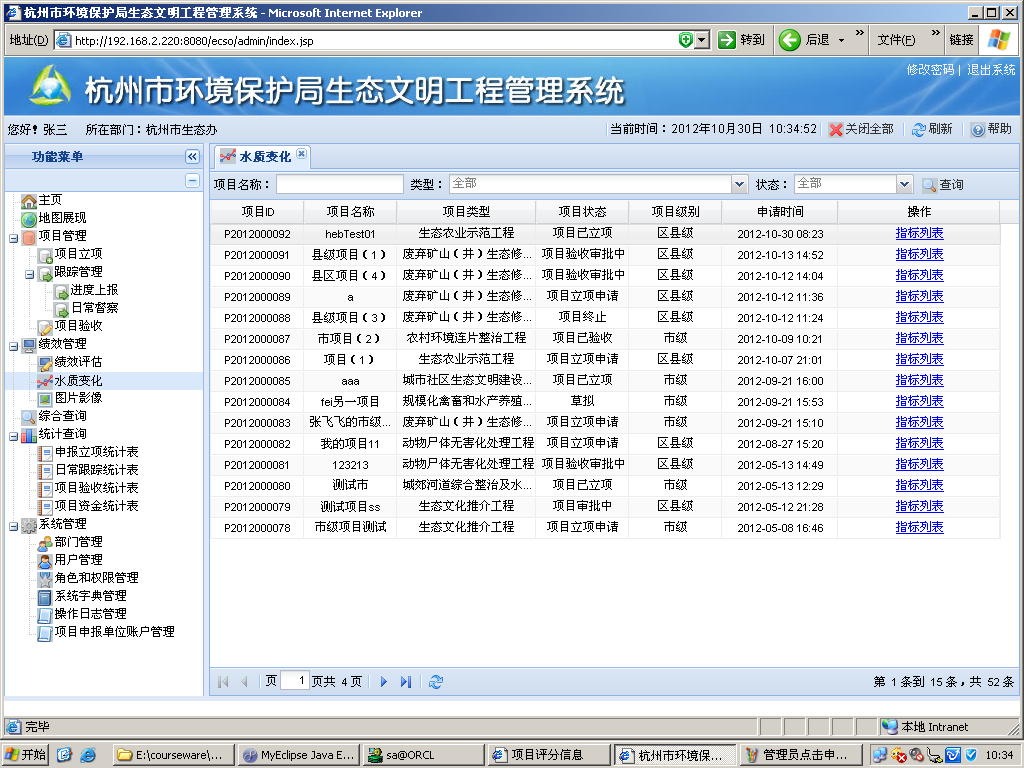 杭州市环境保护局生态文明工程管理系统 - Microsoft Internet Explorer
地址(D) http://192.168.2.220:8080/ecso/admin/index.jsp 转到 后退 » 文件(F) » 链接
杭州市环境保护局生态文明工程管理系统 修改密码 | 退出系统
您好! 张三 所在部门：杭州市生态办 当前时间：2012年10月30日 10:34:52 关闭全部 刷新 帮助
功能菜单
主页
地图展现
项目管理
项目立项
跟踪管理
进度上报
日常督察
项目验收
绩效管理
绩效评估
水质变化
图片影像
综合查询
统计查询
申报立项统计表
日常跟踪统计表
项目验收统计表
项目资金统计表
系统管理
部门管理
用户管理
角色和权限管理
系统字典管理
操作日志管理
项目申报单位账户管理
水质变化
项目名称： 类型： 全部 状态： 全部 查询
项目ID 项目名称 项目类型 项目状态 项目级别 申请时间 操作
P2012000092 hebTest01 生态农业示范工程 项目已立项 区县级 2012-10-30 08:23 指标列表
P2012000091 县级项目（1） 废弃矿山（井）生态修... 项目验收审批中 区县级 2012-10-13 14:52 指标列表
P2012000090 县区项目（4） 废弃矿山（井）生态修... 项目验收审批中 区县级 2012-10-12 14:04 指标列表
P2012000089 a 废弃矿山（井）生态修... 项目立项申请 区县级 2012-10-12 11:36 指标列表
P2012000088 县级项目（3） 废弃矿山（井）生态修... 项目终止 区县级 2012-10-12 11:24 指标列表
P2012000087 市项目（2） 农村环境连片整治工程 项目已验收 市级 2012-10-09 10:21 指标列表
P2012000086 项目（1） 生态农业示范工程 项目立项申请 区县级 2012-10-07 21:01 指标列表
P2012000085 aaa 城市社区生态文明建设... 项目已立项 市级 2012-09-21 16:00 指标列表
P2012000084 fei另一项目 规模化禽畜和水产养殖... 草拟 市级 2012-09-21 15:53 指标列表
P2012000083 张飞飞的市级... 废弃矿山（井）生态修... 项目立项申请 市级 2012-09-21 15:10 指标列表
P2012000082 我的项目11 动物尸体无害化处理工程 项目立项申请 区县级 2012-08-27 15:20 指标列表
P2012000081 123213 动物尸体无害化处理工程 项目验收审批中 区县级 2012-05-13 14:49 指标列表
P2012000080 测试市 城郊河道综合整治及水... 项目已立项 市级 2012-05-13 12:29 指标列表
P2012000079 测试项目ss 生态文化推介工程 项目审批中 区县级 2012-05-12 21:28 指标列表
P2012000078 市级项目测试 生态文化推介工程 项目立项申请 市级 2012-05-08 16:46 指标列表
页 1 页共 4 页 第 1 条到 15 条，共 52 条
完毕 本地 Intranet
开始 E:\courseware\... MyEclipse Java E... sa@ORCL 项目评分信息 杭州市环境保... 管理员点击申... 10:34